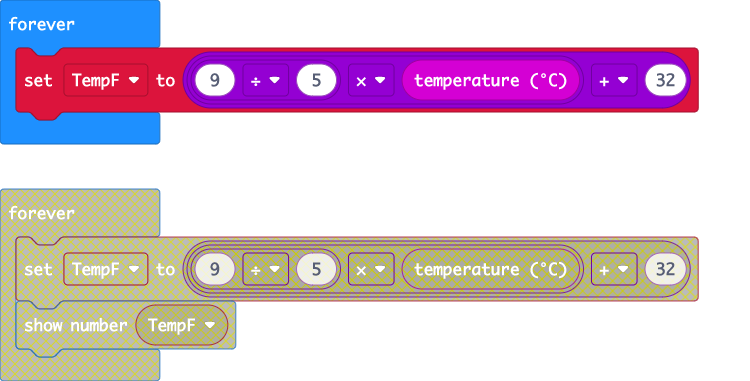 forever
set TempF to 9 ÷ 5 × temperature (°C) + 32
forever
set TempF to 9 ÷ 5 × temperature (°C) + 32
show number TempF